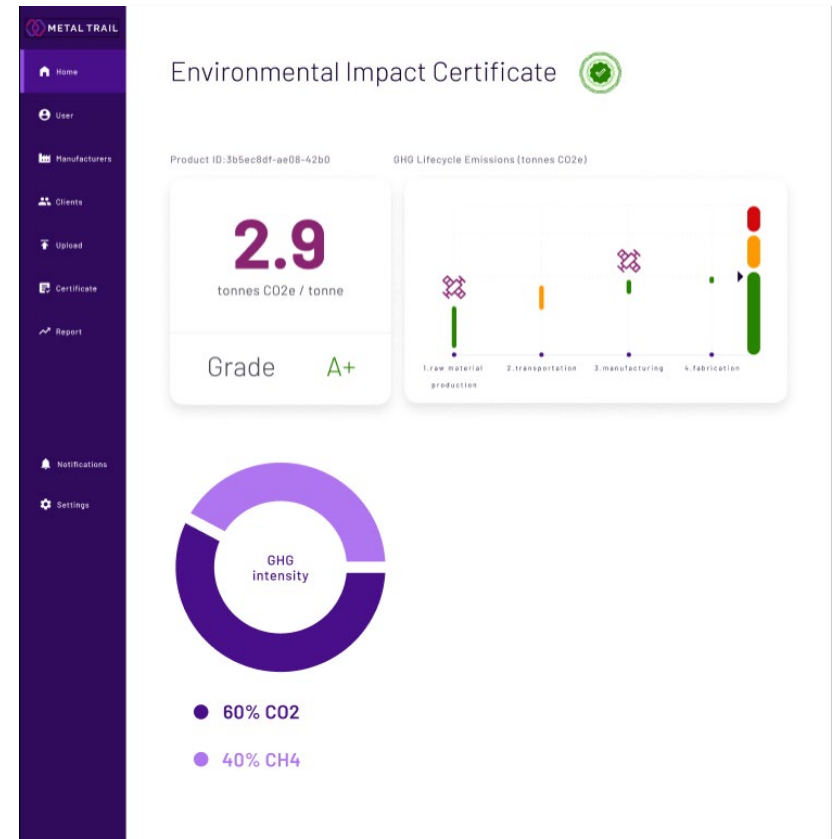 METAL TRAIL
Home
User
Manufacturers
Clients
Upload
Certificate
Report
Notifications
Settings
Environmental Impact Certificate
Product ID:3b5ec8df-ae08-42b0
GHG Lifecycle Emissions (tonnes CO2e)
2.9
tonnes CO2e / tonne
Grade A+
1.raw material
production
2.transportation
3.manufacturing
4.fabrication
GHG
intensity
60% CO2
40% CH4